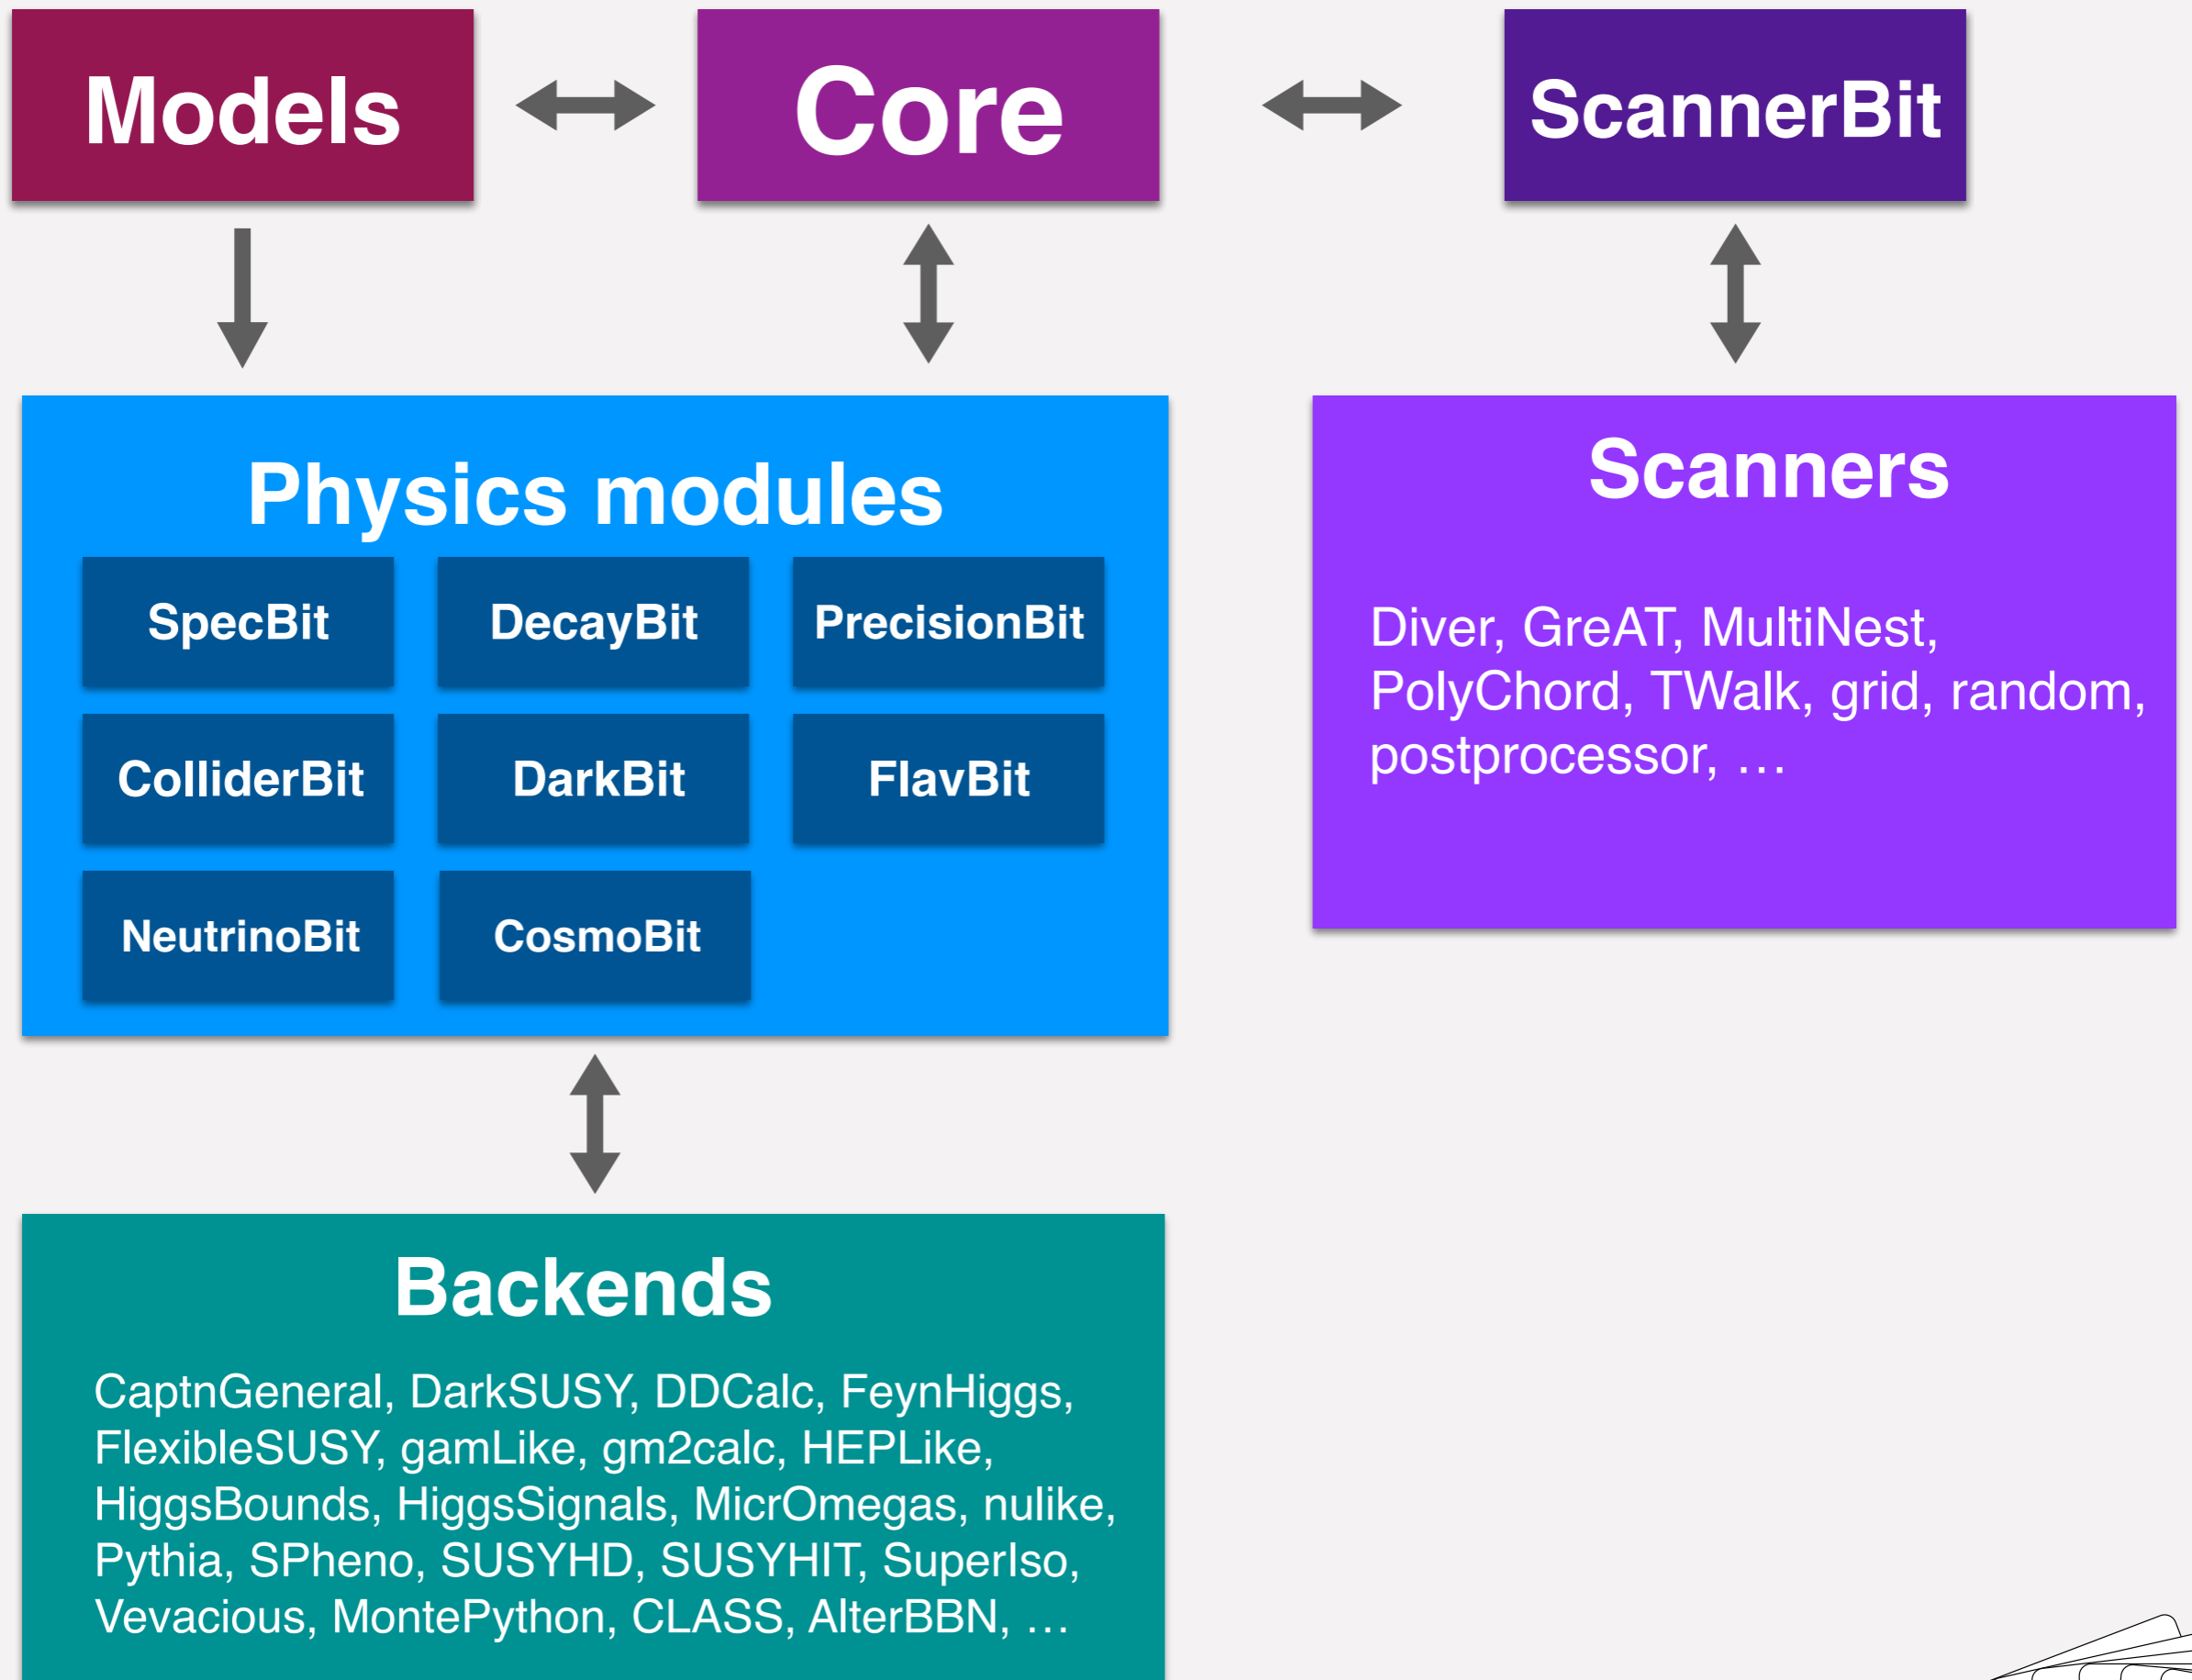 Models
Core
ScannerBit
Physics modules
SpecBit
DecayBit
PrecisionBit
ColliderBit
DarkBit
FlavBit
NeutrinoBit
CosmoBit
Scanners
Diver, GreAT, MultiNest,
PolyChord, TWalk, grid, random,
postprocessor, …
Backends
CaptnGeneral, DarkSUSY, DDCalc, FeynHiggs,
FlexibleSUSY, gamLike, gm2calc, HEPLike,
HiggsBounds, HiggsSignals, MicrOmegas, nulike,
Pythia, SPheno, SUSYHD, SUSYHIT, SuperIso,
Vevacious, MontePython, CLASS, AlterBBN, …